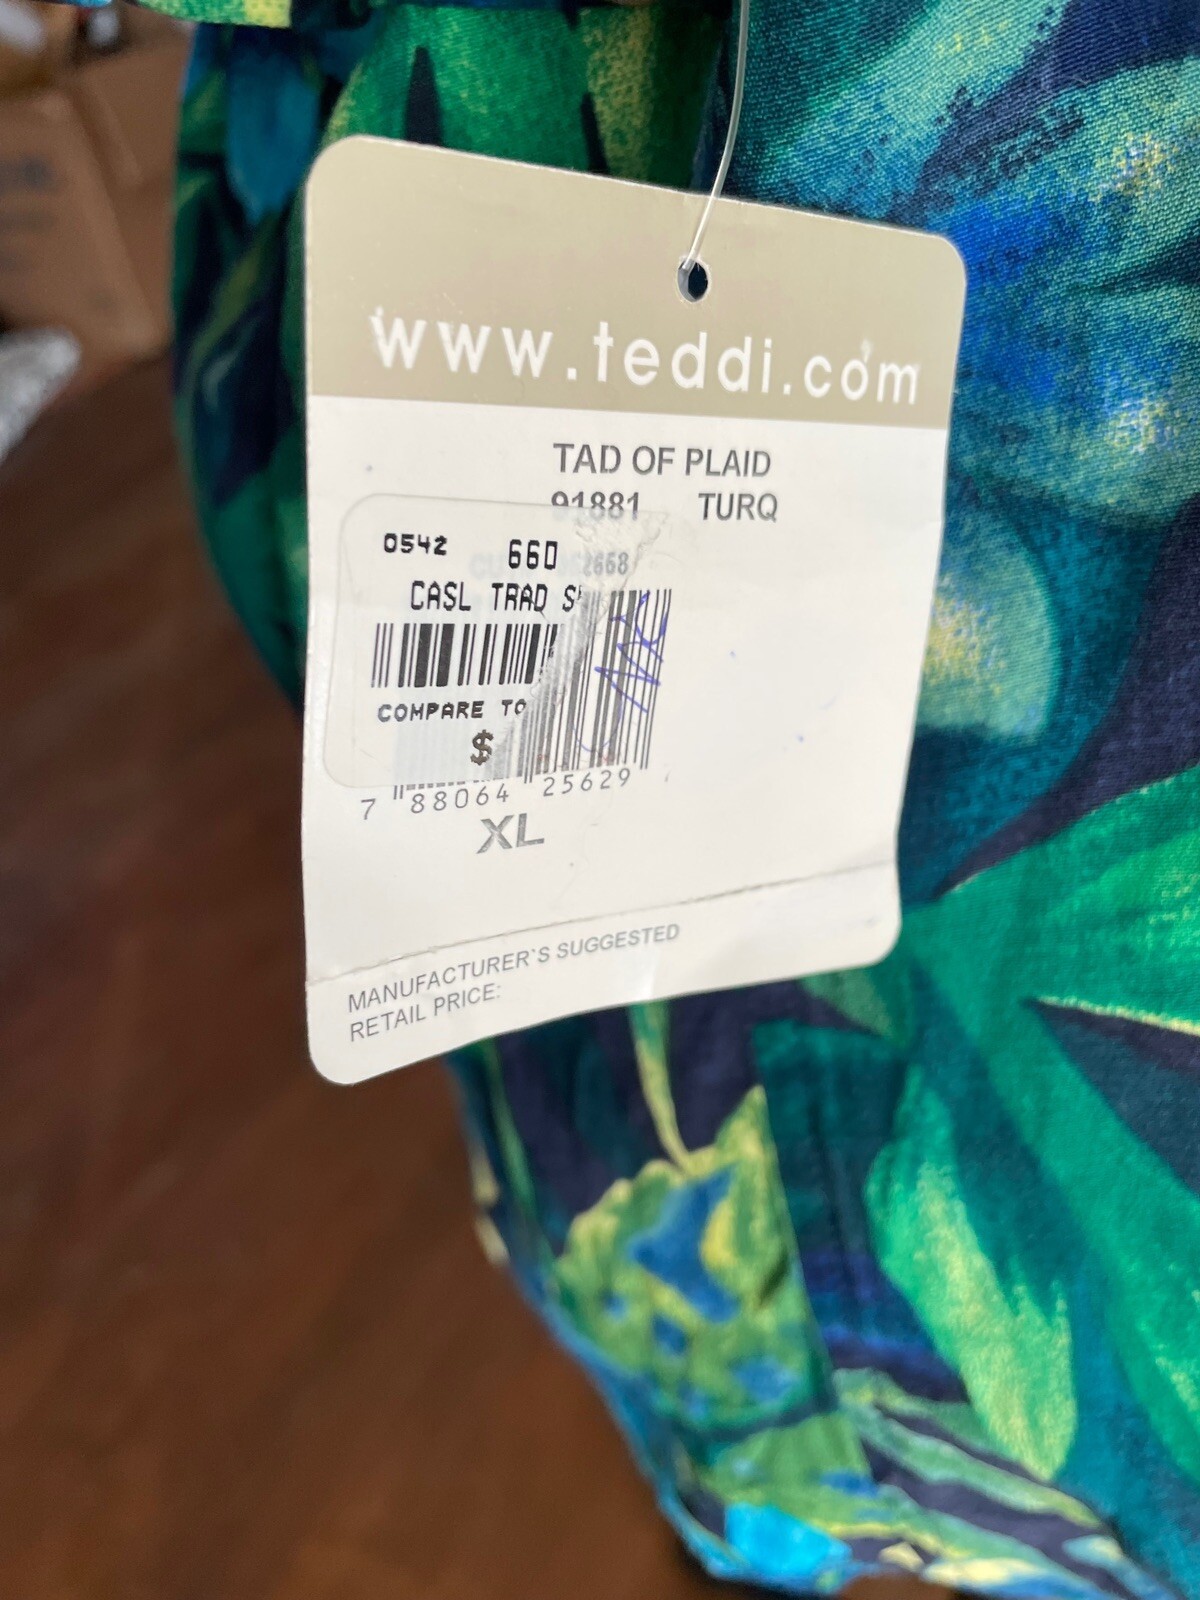 www.teddi.com
TAD OF PLAID
91881 TURQ
0542 660
CASL TRAD
COMPARE TO
$
7 88064 25629
XL
MANUFACTURER`S SUGGESTED
RETAIL PRICE: